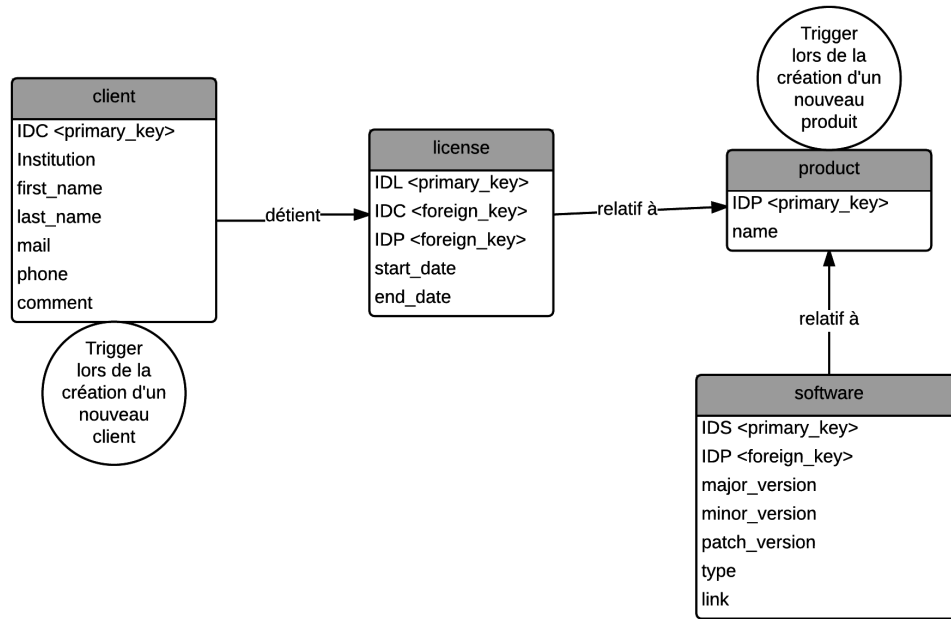 client
IDC <primary_key>
Institution
first_name
last_name
mail
phone
comment
Trigger
lors de la
création d'un
nouveau
client
détient
license
IDL <primary_key>
IDC <foreign_key>
IDP <foreign_key>
start_date
end_date
relatif à
Trigger
lors de la
création d'un
nouveau
produit
product
IDP <primary_key>
name
relatif à
software
IDS <primary_key>
IDP <foreign_key>
major_version
minor_version
patch_version
type
link